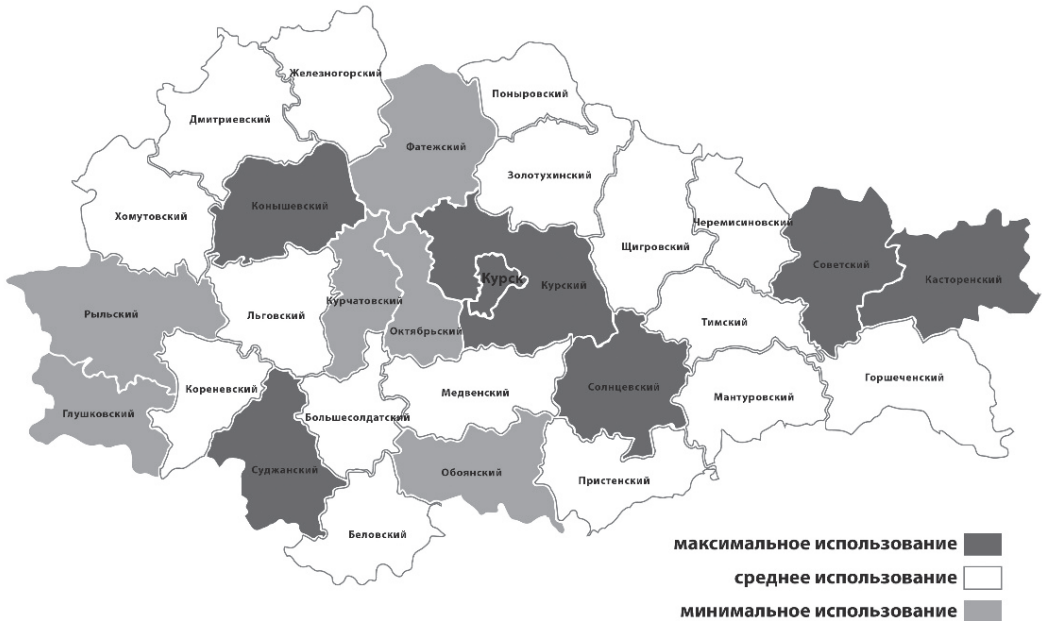 Железногорский
Поныровский
Дмитриевский
Фатежский
Золотухинский
Конышевский
Хомутовский
Черемисиновский
Щигровский
Советский
Касторенский
Курск
Курский
Курчатовский
Рыльский
Льговский
Октябрьский
Тимский
Горшеченский
Солнцевский
Кореневский
Медвенский
Мантуровский
Глушковский
Большесолдатский
Суджанский
Обоянский
Пристенский
Беловский
максимальное использование
среднее использование
минимальное использование